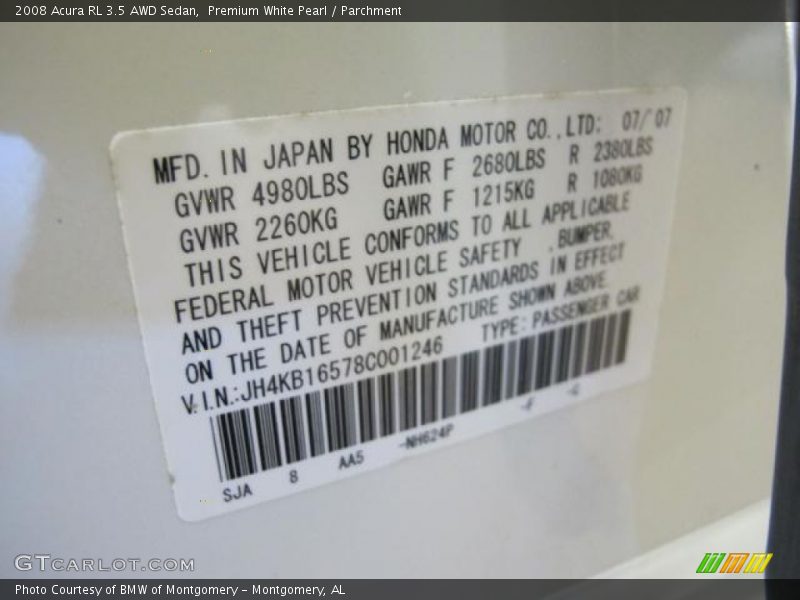 2008 Acura RL 3.5 AWD Sedan, Premium White Pearl / Parchment
MFD. IN JAPAN BY HONDA MOTOR CO.,LTD: 07/'07
GVWR 4980LBS GAWR F 2680LBS R 2380LBS
GVWR 2260KG GAWR F 1215KG R 1080KG
THIS VEHICLE CONFORMS TO ALL APPLICABLE
FEDERAL MOTOR VEHICLE SAFETY ,BUMPER,
AND THEFT PREVENTION STANDARDS IN EFFECT
ON THE DATE OF MANUFACTURE SHOWN ABOVE.
V.I.N.:JH4KB16578C001246 TYPE: PASSENGER CAR
SJA 8 AA5 -NH624P -F -C
GTCARLOT.COM
Photo Courtesy of BMW of Montgomery – Montgomery, AL